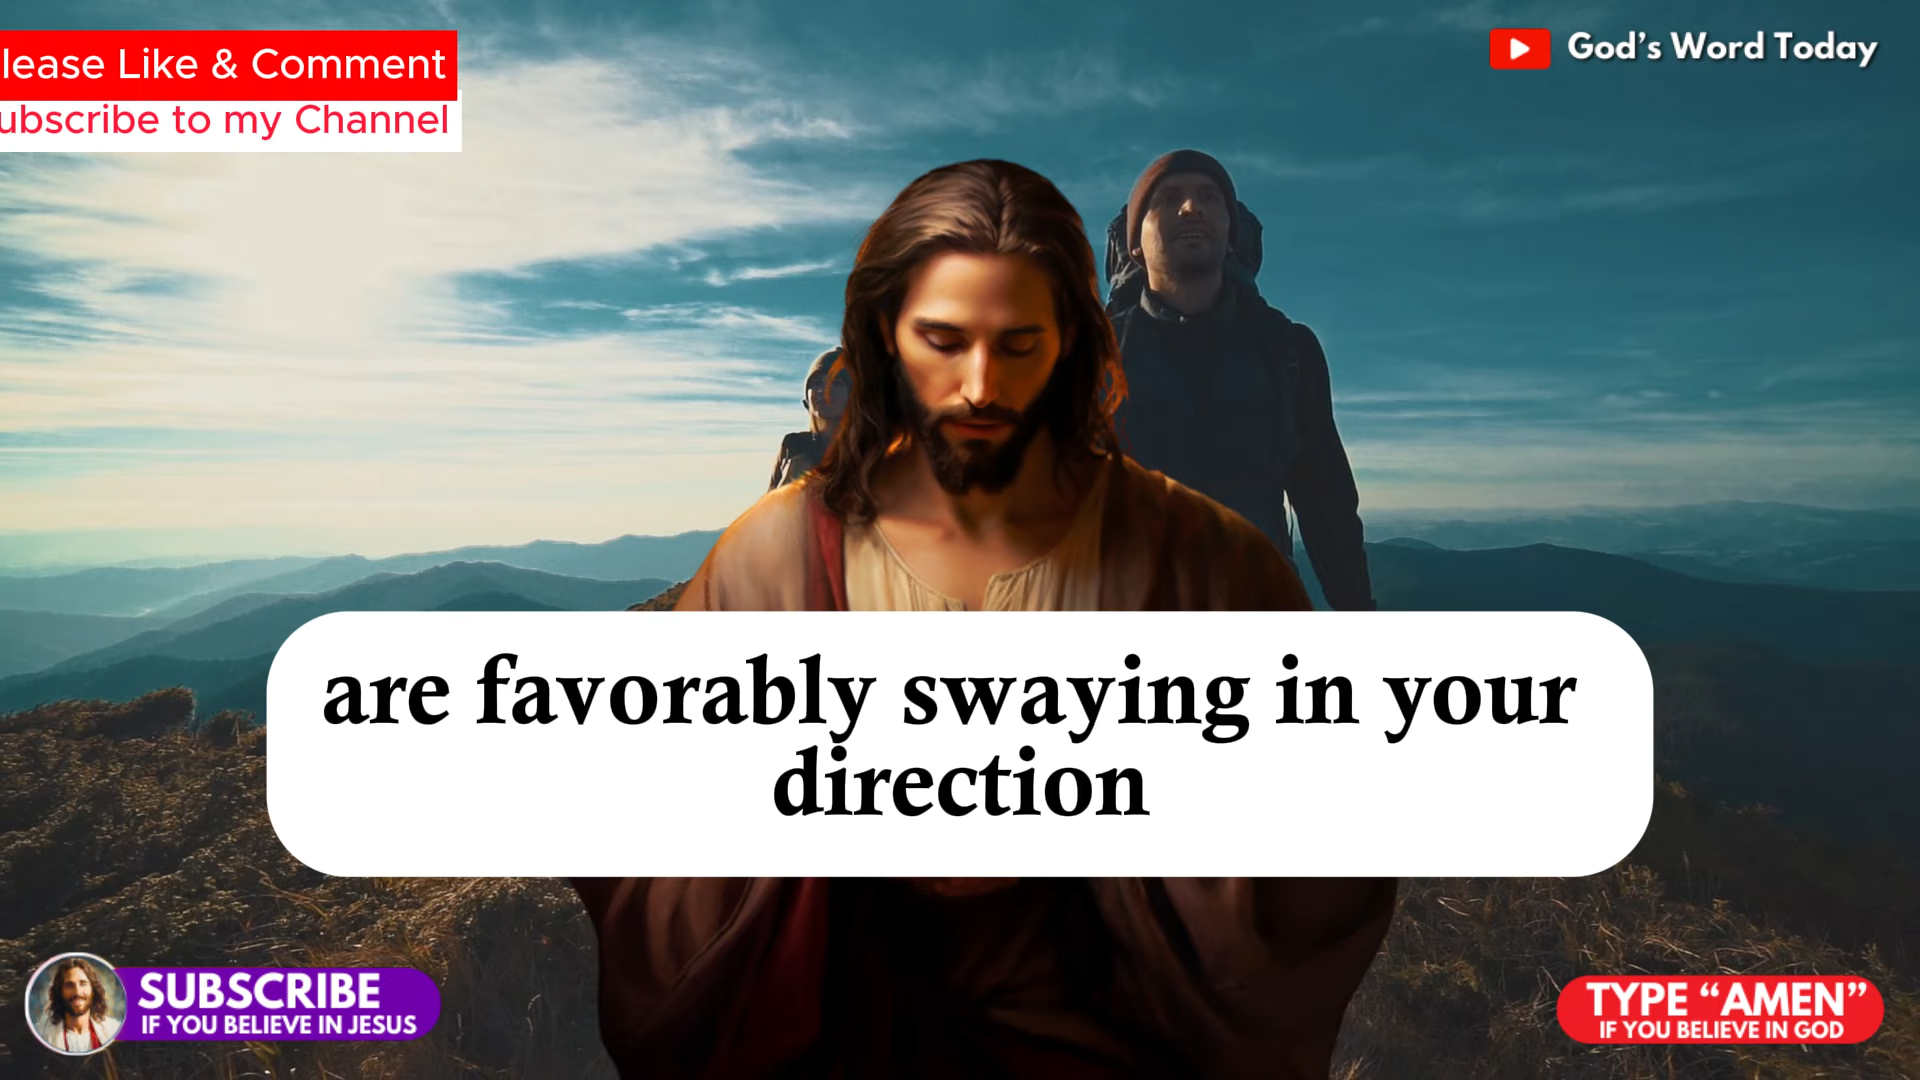 lease Like & Comment
ubscribe to my Channel
God's Word Today
are favorably swaying in your
direction
SUBSCRIBE
IF YOU BELIEVE IN JESUS
TYPE “AMEN”
IF YOU BELIEVE IN GOD